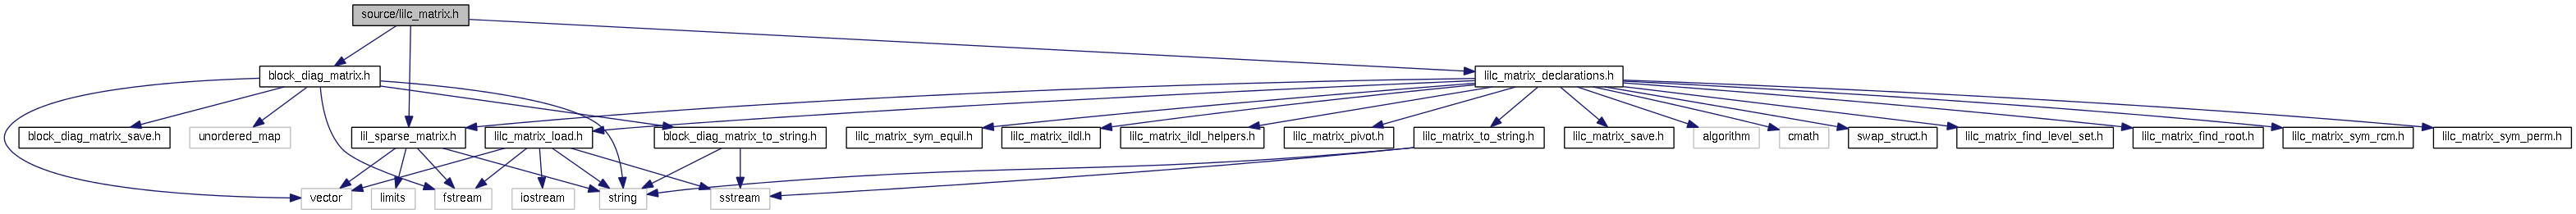 source/lilc_matrix.h
block_diag_matrix.h
lilc_matrix_declarations.h
block_diag_matrix_save.h
unordered_map
lil_sparse_matrix.h
lilc_matrix_load.h
block_diag_matrix_to_string.h
lilc_matrix_sym_equil.h
lilc_matrix_ildl.h
lilc_matrix_ildl_helpers.h
lilc_matrix_pivot.h
lilc_matrix_to_string.h
lilc_matrix_save.h
algorithm
cmath
swap_struct.h
lilc_matrix_find_level_set.h
lilc_matrix_find_root.h
lilc_matrix_sym_rcm.h
lilc_matrix_sym_perm.h
vector
limits
fstream
iostream
string
sstream